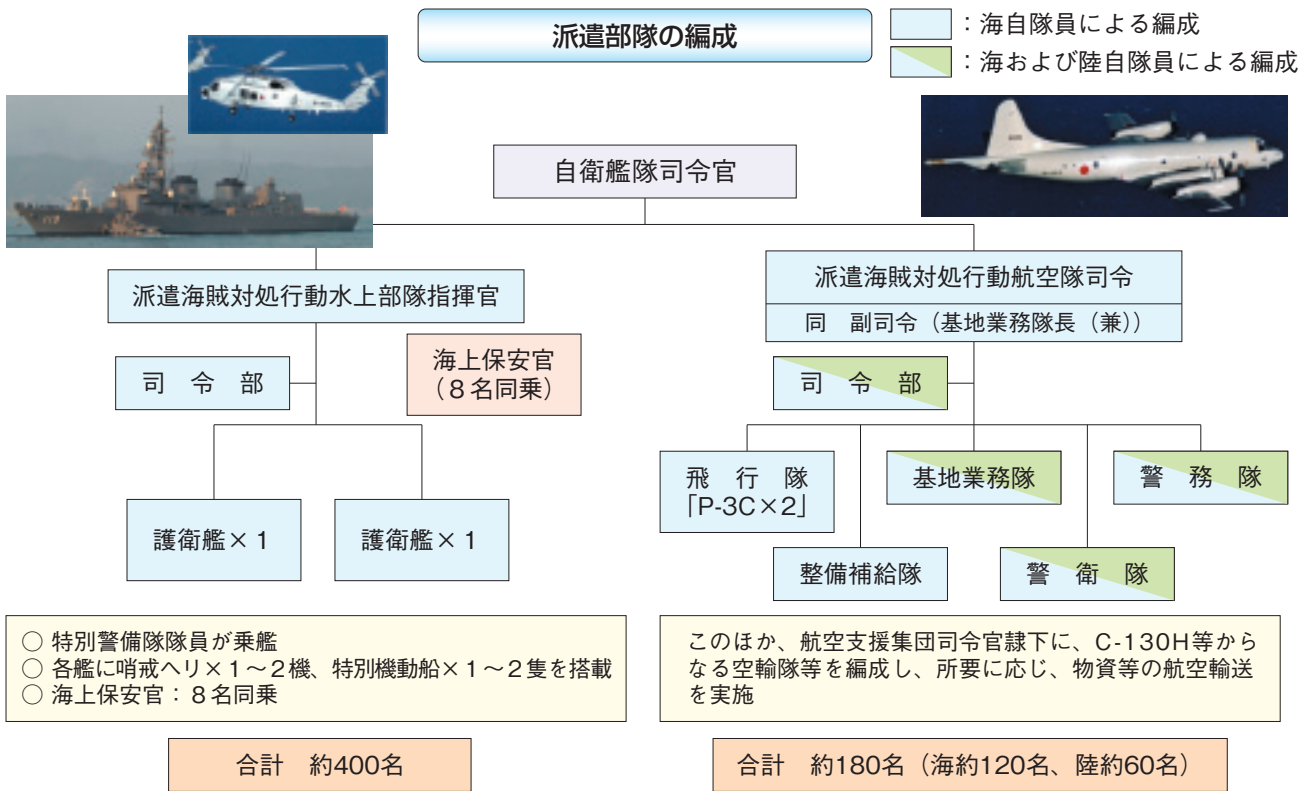 派遣部隊の編成
：海自隊員による編成
：海および陸自隊員による編成
自衛艦隊司令官
派遣海賊対処行動水上部隊指揮官
司 令 部
海上保安官
（８名同乗）
護衛艦×１
護衛艦×１
派遣海賊対処行動航空隊司令
同 副司令（基地業務隊長（兼））
司 令 部
飛 行 隊
「P-3C×2」
基地業務隊
警 務 隊
整備補給隊
警 衛 隊
○ 特別警備隊隊員が乗艦
○ 各艦に哨戒ヘリ×１～２機、特別機動船×１～２隻を搭載
○ 海上保安官：８名同乗
合計 約400名
このほか、航空支援集団司令官隷下に、C-130H等から
なる空輸隊等を編成し、所要に応じ、物資等の航空輸送
を実施
合計 約180名（海約120名、陸約60名）